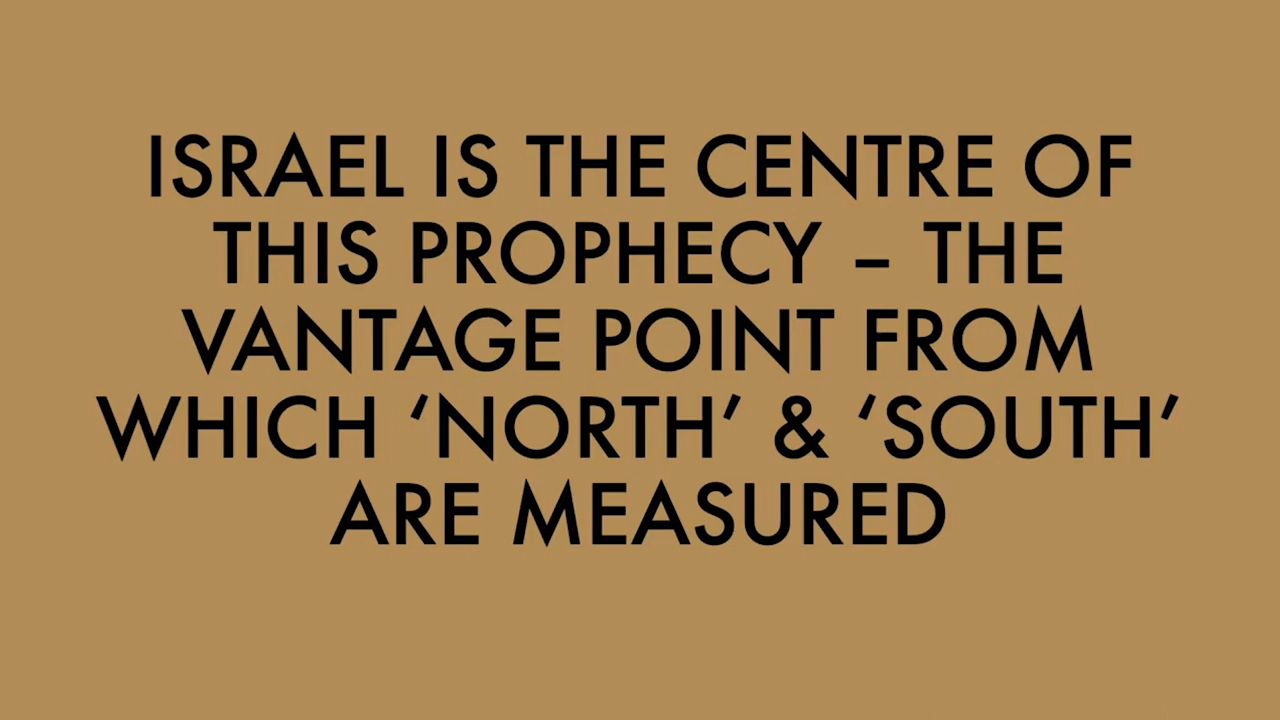 ISRAEL IS THE CENTRE OF
THIS PROPHECY – THE
VANTAGE POINT FROM
WHICH ‘NORTH’ & ‘SOUTH’
ARE MEASURED